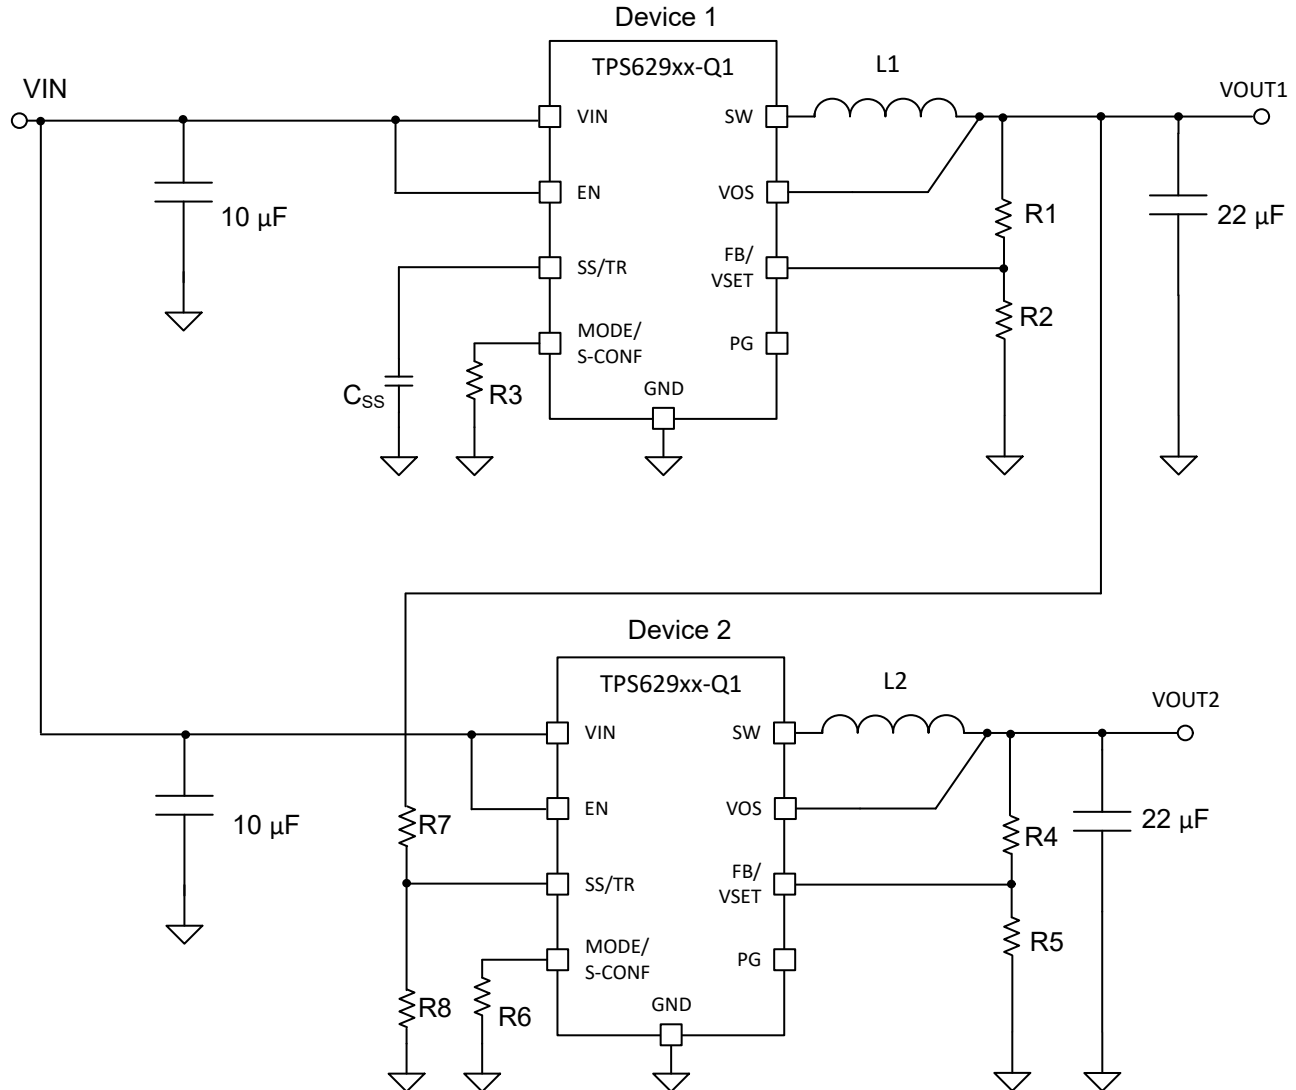 Device 1
TPS629xx-Q1
VIN
L1
VOUT1
VIN
SW
EN
VOS
10 µF
R1
22 µF
SS/TR
FB/
VSET
R2
MODE/
S-CONF
PG
CSS
R3
GND
Device 2
TPS629xx-Q1
L2
VOUT2
VIN
SW
EN
VOS
10 µF
R7
R4
22 µF
SS/TR
FB/
VSET
R5
MODE/
S-CONF
PG
R8
R6
GND